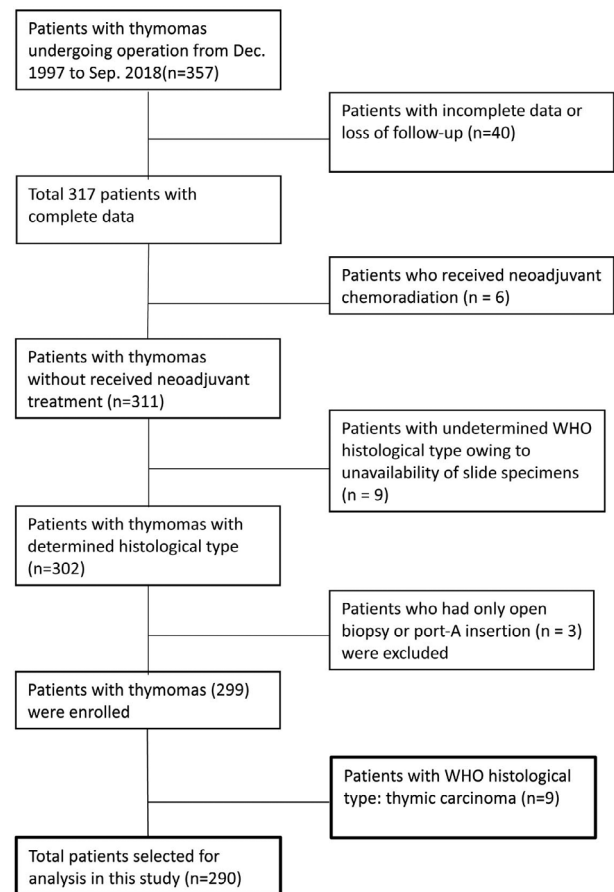 Patients with thymomas
undergoing operation from Dec.
1997 to Sep. 2018(n=357)
Patients with incomplete data or
loss of follow-up (n=40)
Total 317 patients with
complete data
Patients who received neoadjuvant
chemoradiation (n = 6)
Patients with thymomas
without received neoadjuvant
treatment (n=311)
Patients with undetermined WHO
histological type owing to
unavailability of slide specimens
(n = 9)
Patients with thymomas with
determined histological type
(n=302)
Patients who had only open
biopsy or port-A insertion (n = 3)
were excluded
Patients with thymomas (299)
were enrolled
Patients with WHO histological
type: thymic carcinoma (n=9)
Total patients selected for
analysis in this study (n=290)